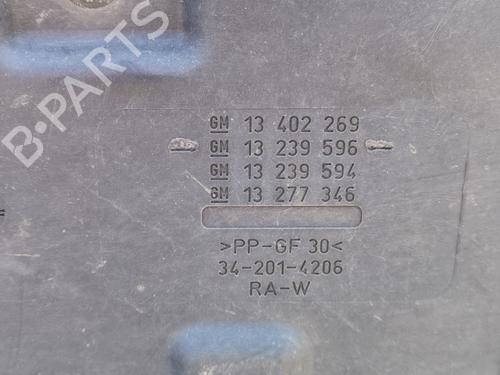 B-PARTS
GM 13 402 269
GM 13 239 596
GM 13 239 594
GM 13 277 346
>PP-GF 30<
34-201-4206
RA-W